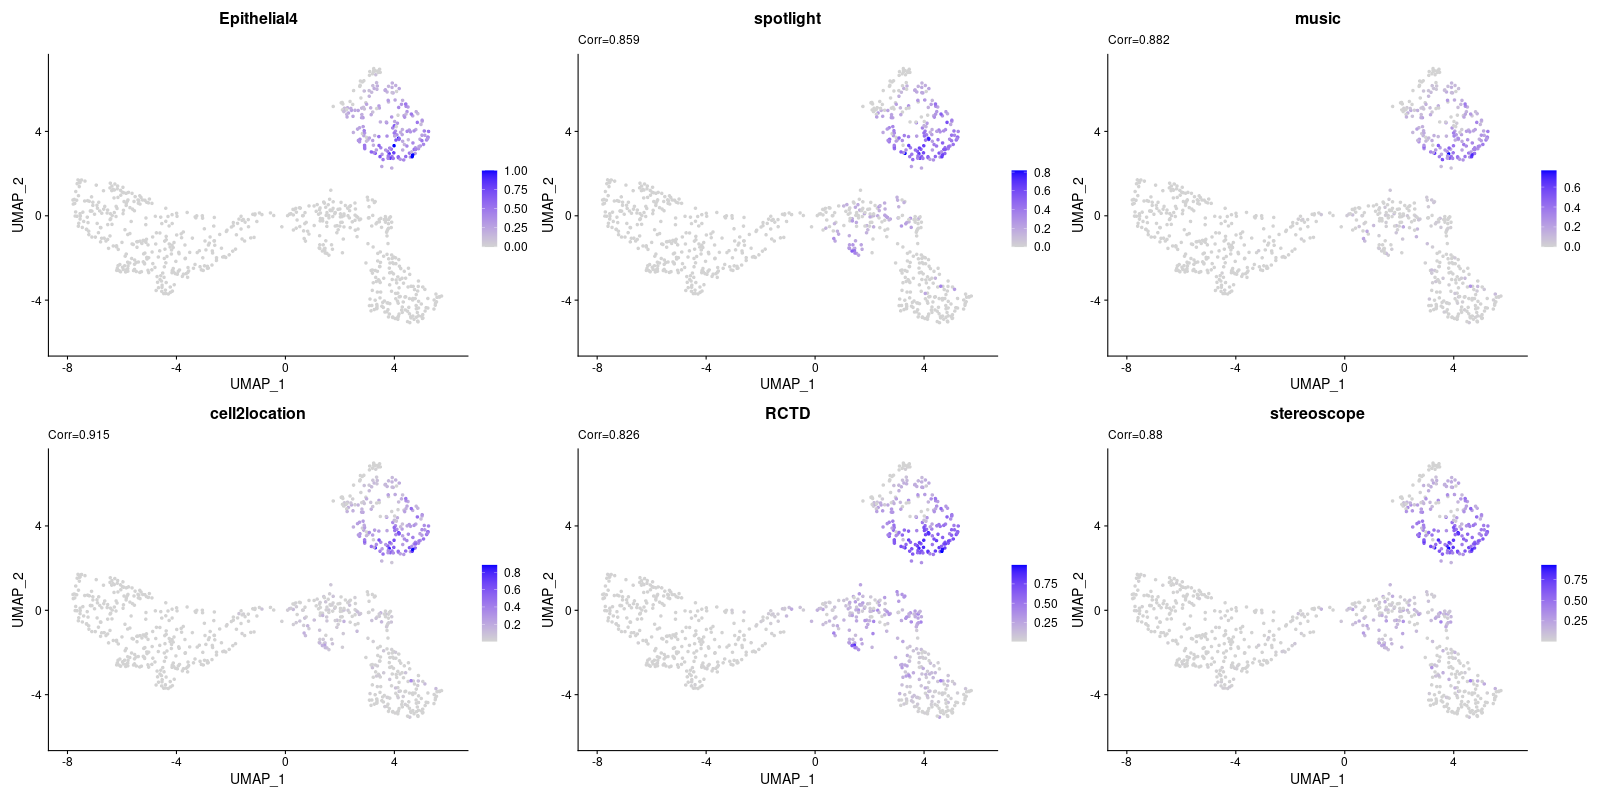 Epithelial4
4
0
-4
-8
-4
0
4
UMAP_1
UMAP_2
1.00
0.75
0.50
0.25
0.00
spotlight
Corr=0.859
4
0
-4
-8
-4
0
4
UMAP_1
UMAP_2
0.8
0.6
0.4
0.2
0.0
music
Corr=0.882
4
0
-4
-8
-4
0
4
UMAP_1
UMAP_2
0.6
0.4
0.2
0.0
cell2location
Corr=0.915
4
0
-4
-8
-4
0
4
UMAP_1
UMAP_2
0.8
0.6
0.4
0.2
RCTD
Corr=0.826
4
0
-4
-8
-4
0
4
UMAP_1
UMAP_2
0.75
0.50
0.25
stereoscope
Corr=0.88
4
0
-4
-8
-4
0
4
UMAP_1
UMAP_2
0.75
0.50
0.25